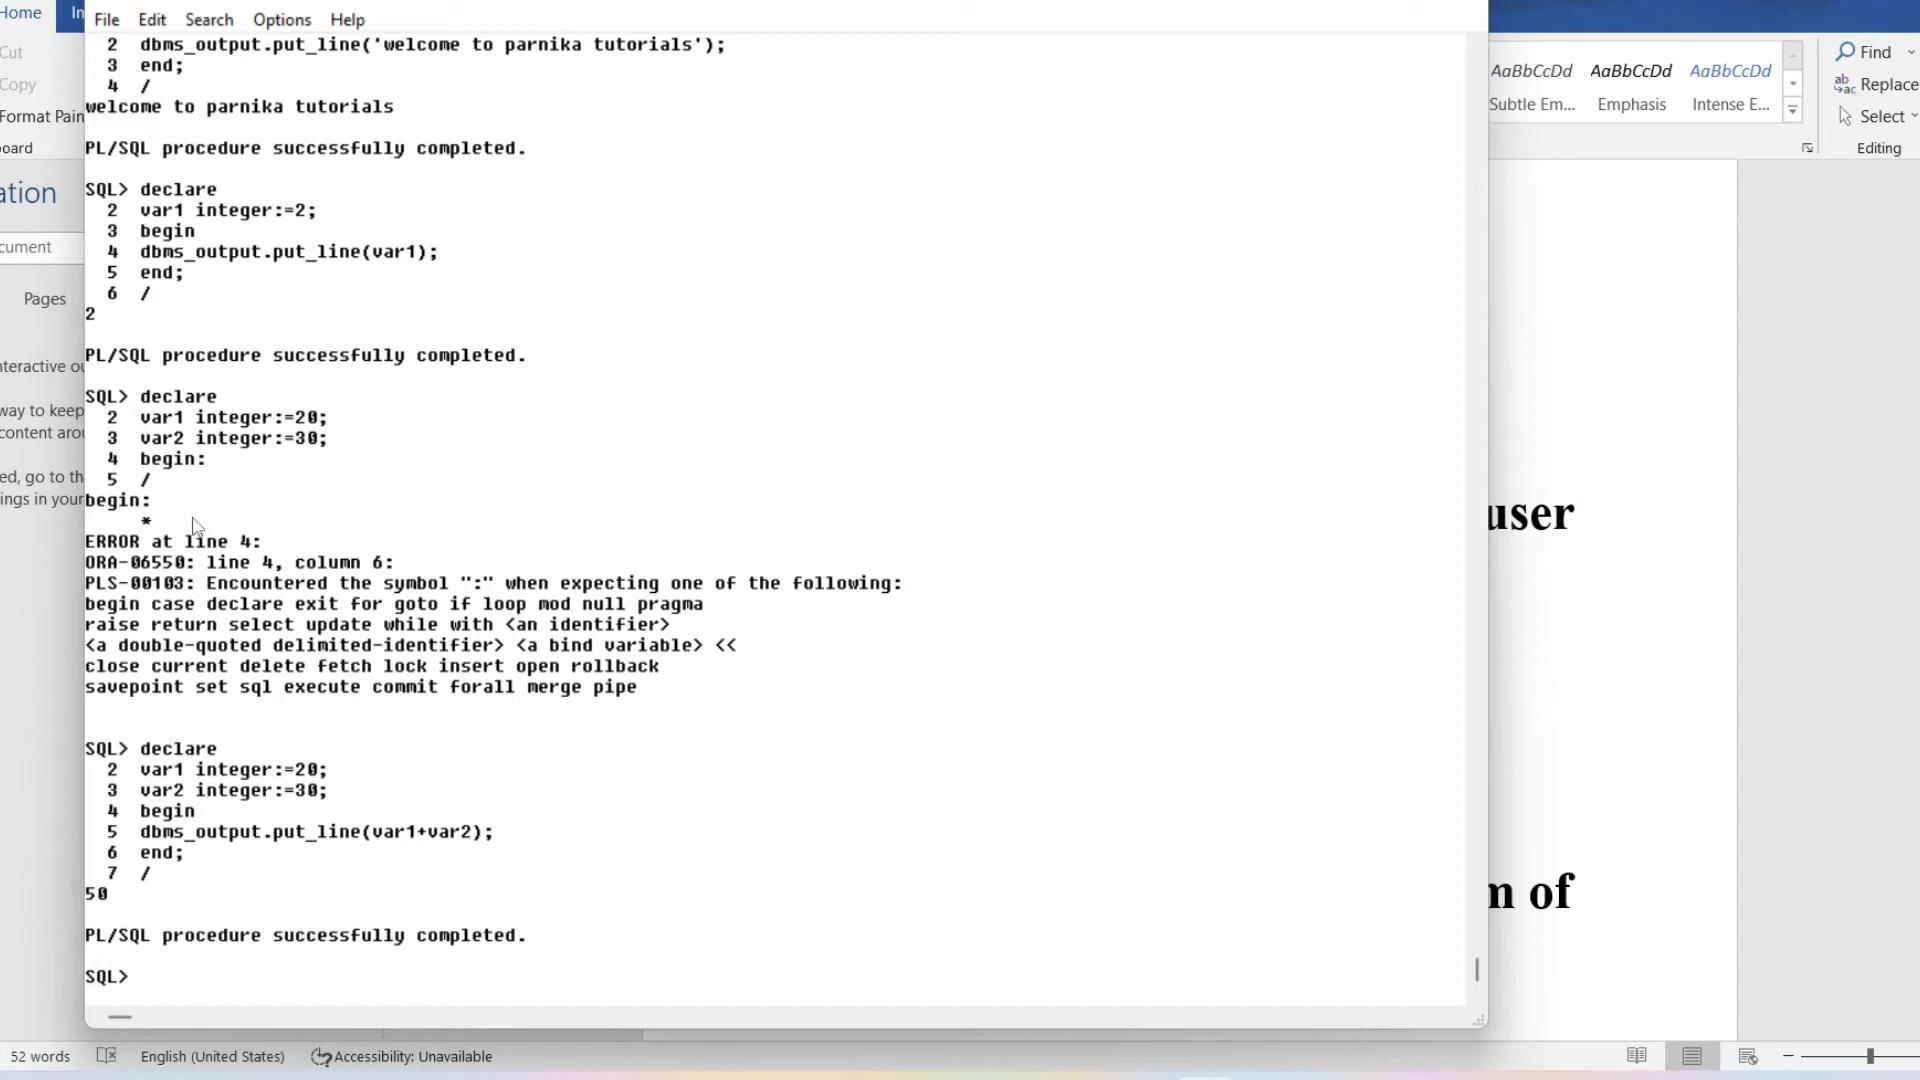 Home
In
File Edit Search Options Help
Cut
Copy
Format Pain
board
ation
cument
Pages
nteractive ou
way to keep
content arou
ed, go to th
ings in your
2 dbms_output.put_line('welcome to parnika tutorials');
3 end;
4 /
welcome to parnika tutorials
PL/SQL procedure successfully completed.
SQL> declare
2 var1 integer:=2;
3 begin
4 dbms_output.put_line(var1);
5 end;
6 /
2
PL/SQL procedure successfully completed.
SQL> declare
2 var1 integer:=20;
3 var2 integer:=30;
4 begin:
5 /
begin:
*
ERROR at line 4:
ORA-06550: line 4, column 6:
PLS-00103: Encountered the symbol ":" when expecting one of the following:
begin case declare exit for goto if loop mod null pragma
raise return select update while with <an identifier>
<a double-quoted delimited-identifier> <a bind variable> <<
close current delete fetch lock insert open rollback
savepoint set sql execute commit forall merge pipe
SQL> declare
2 var1 integer:=20;
3 var2 integer:=30;
4 begin
5 dbms_output.put_line(var1+var2);
6 end;
7 /
50
PL/SQL procedure successfully completed.
SQL>
AaBbCcDd AaBbCcDd AaBbCcDd
Subtle Em... Emphasis Intense E...
Find
Replace
Select
Editing
user
m of
52 words English (United States) Accessibility: Unavailable